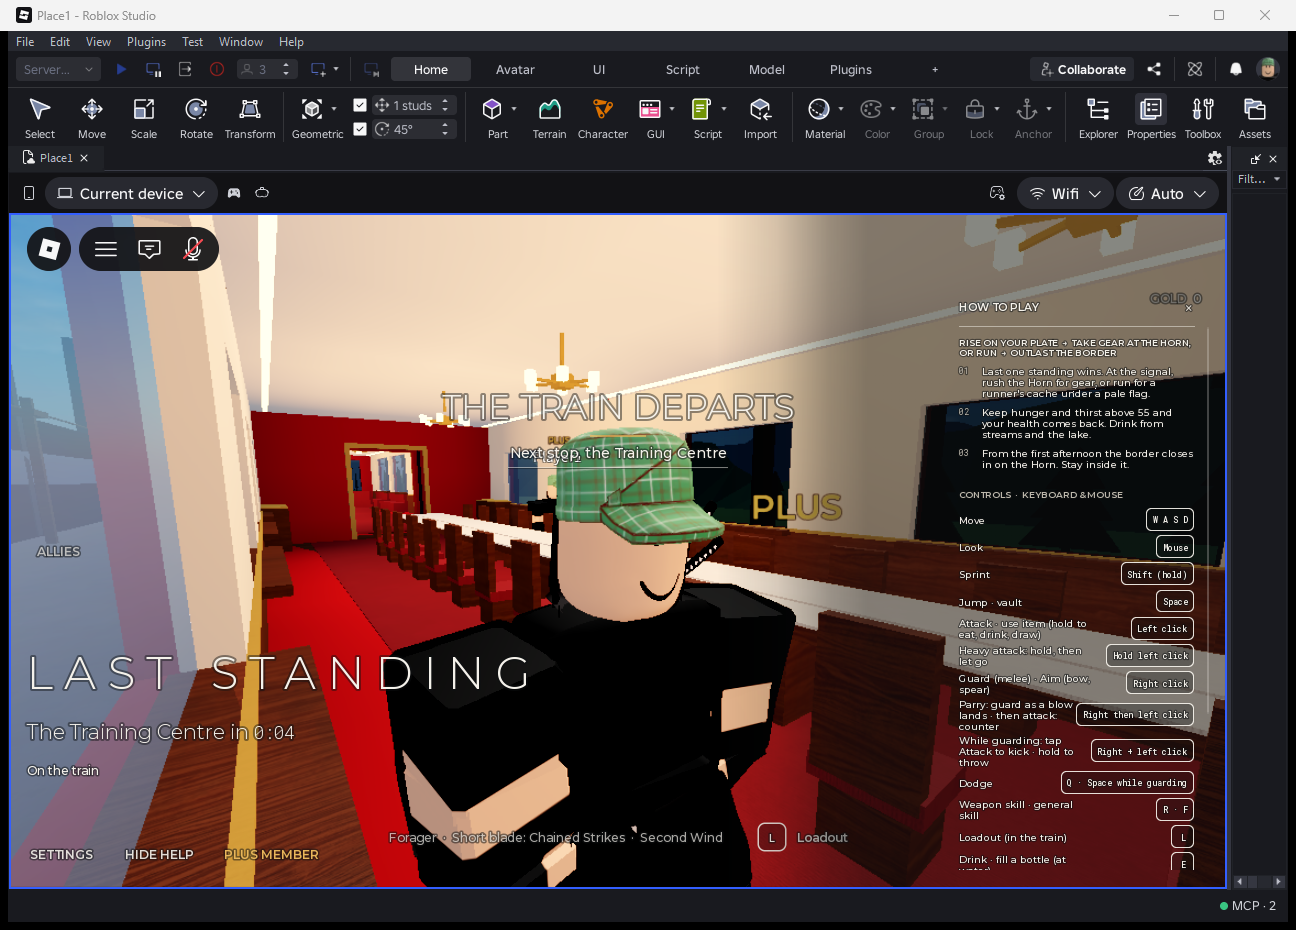 Place1 - Roblox Studio
File Edit View Plugins Test Window Help
Server... 3 Home Avatar UI Script Model Plugins + Collaborate
1 studs
45°
Select Move Scale Rotate Transform Geometric Part Terrain Character GUI Script Import Material Color Group Lock Anchor Explorer Properties Toolbox Assets
Place1
Filt...
Current device Wifi Auto
GOLD 0
HOW TO PLAY ×
RISE ON YOUR PLATE → TAKE GEAR AT THE HORN,
OR RUN → OUTLAST THE BORDER
01 Last one standing wins. At the signal,
rush the Horn for gear, or run for a
runner's cache under a pale flag.
02 Keep hunger and thirst above 55 and
your health comes back. Drink from
streams and the lake.
03 From the first afternoon the border closes
in on the Horn. Stay inside it.
CONTROLS · KEYBOARD & MOUSE
Move W A S D
Look Mouse
Sprint Shift (hold)
Jump · vault Space
Attack · use item (hold to
eat, drink, draw) Left click
Heavy attack: hold, then
let go Hold left click
Guard (melee) · Aim (bow,
spear) Right click
Parry: guard as a blow
lands · then attack:
counter Right then left click
While guarding: tap
Attack to kick · hold to
throw Right + left click
Dodge Q · Space while guarding
Weapon skill · general
skill R · F
Loadout (in the train) L
Drink · fill a bottle (at
water) E
THE TRAIN DEPARTS
PLUS
Next stop, the Training Centre
PLUS
ALLIES
LAST STANDING
The Training Centre in 0:04
On the train
Forager · Short blade: Chained Strikes · Second Wind L Loadout
SETTINGS HIDE HELP PLUS MEMBER
MCP · 2